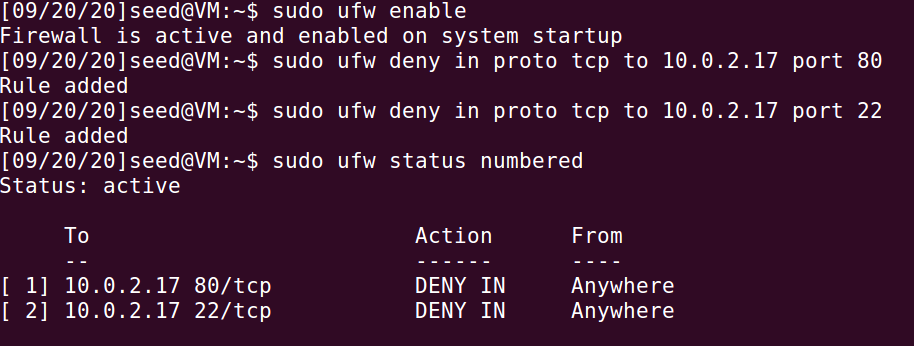 [09/20/20]seed@VM:~$ sudo ufw enable
Firewall is active and enabled on system startup
[09/20/20]seed@VM:~$ sudo ufw deny in proto tcp to 10.0.2.17 port 80
Rule added
[09/20/20]seed@VM:~$ sudo ufw deny in proto tcp to 10.0.2.17 port 22
Rule added
[09/20/20]seed@VM:~$ sudo ufw status numbered
Status: active

     To                         Action      From
     --                         ------      ----
[ 1] 10.0.2.17 80/tcp           DENY IN     Anywhere
[ 2] 10.0.2.17 22/tcp           DENY IN     Anywhere